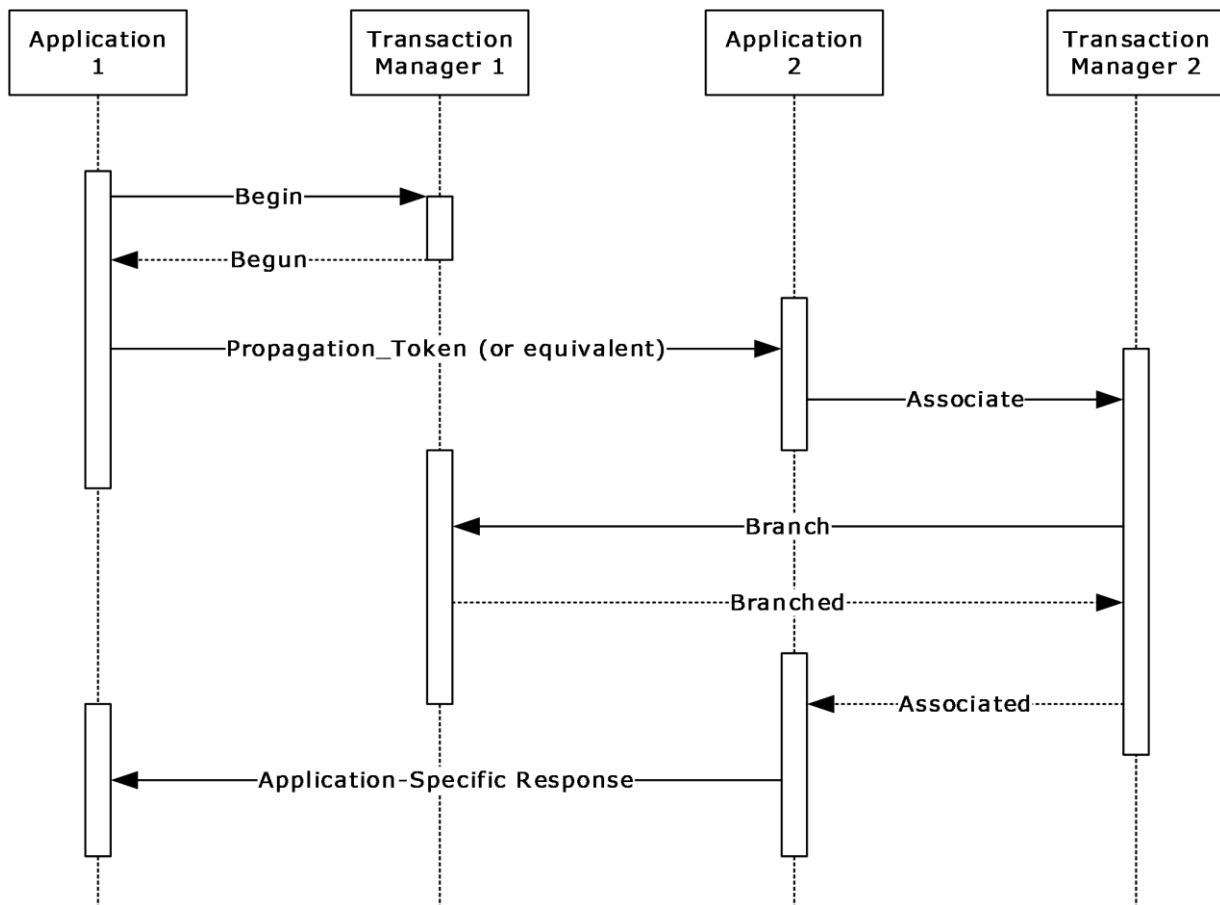 Application
1
Transaction
Manager 1
Application
2
Transaction
Manager 2
Begin
Begun
Propagation_Token (or equivalent)
Associate
Branch
Branched
Associated
Application-Specific Response